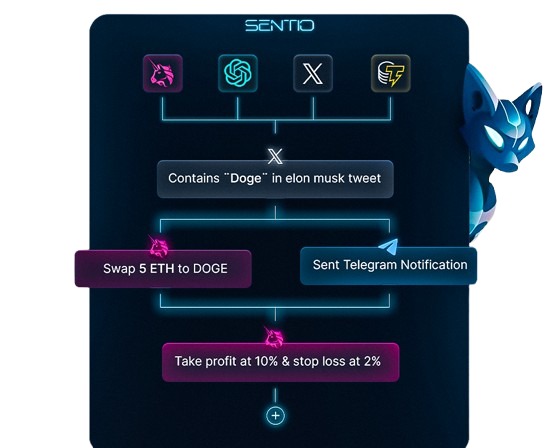 SENTIO
Contains ¨Doge¨ in elon musk tweet
Swap 5 ETH to DOGE
Sent Telegram Notification
Take profit at 10% & stop loss at 2%